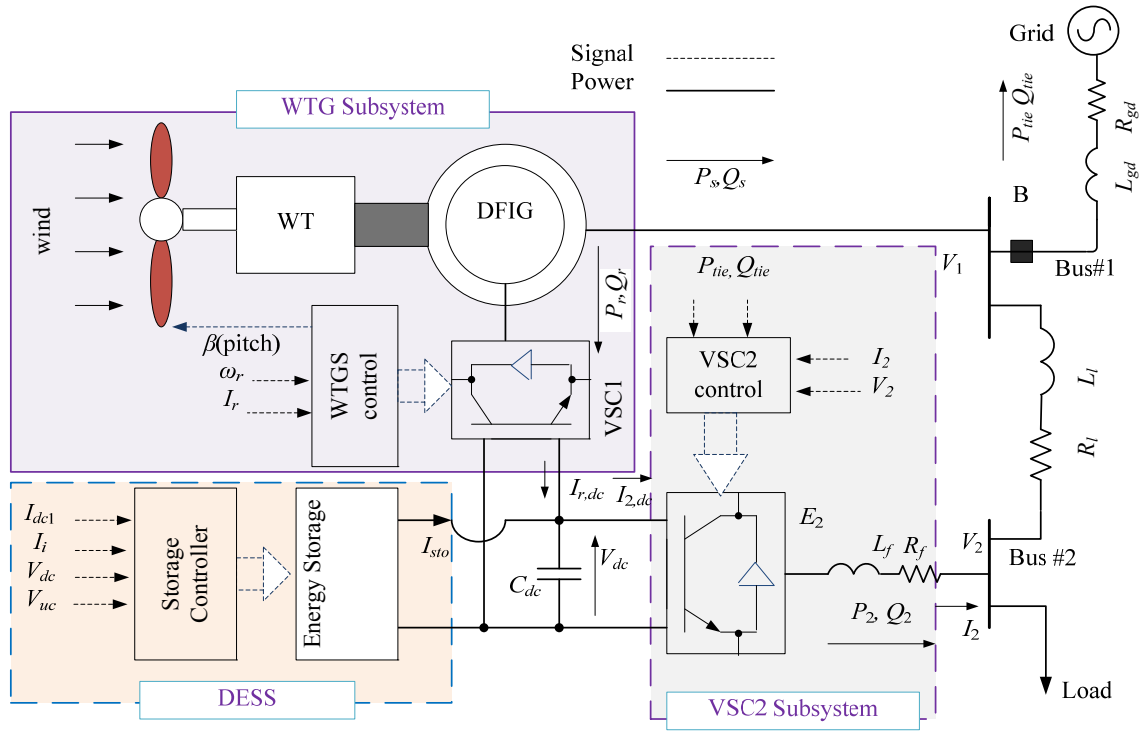 Grid
Signal
Power
P_tie Q_tie
R_gd
L_gd
WTG Subsystem
P_s,Q_s
wind
WT
DFIG
B
V_1
Bus#1
P_r,Q_r
P_tie, Q_tie
β(pitch)
ω_r
I_r
WTGS
control
VSC1
VSC2
control
I_2
V_2
L_l
R_l
I_r,dc
I_2,dc
I_dc1
I_i
V_dc
V_uc
Storage
Controller
Energy Storage
I_sto
C_dc
V_dc
E_2
L_f R_f
V_2
Bus #2
P_2, Q_2
I_2
Load
DESS
VSC2 Subsystem